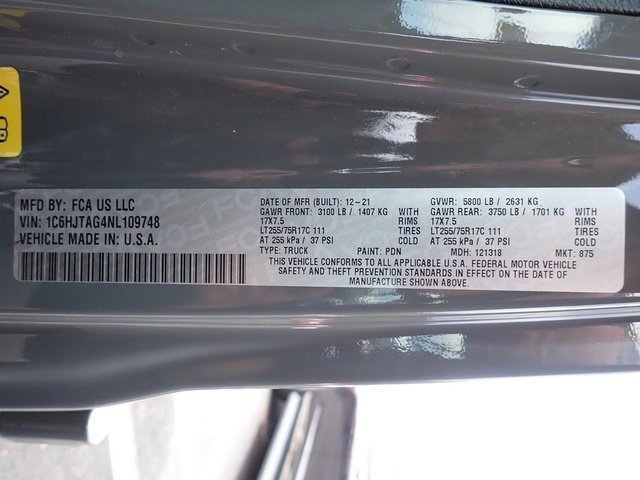 MFD BY: FCA US LLC
VIN: 1C6HJTAG4NL109748
VEHICLE MADE IN: U.S.A.
DATE OF MFR (BUILT): 12-21 GVWR: 5800 LB / 2631 KG
GAWR FRONT: 3100 LB / 1407 KG WITH GAWR REAR: 3750 LB / 1701 KG WITH
17X7.5 RIMS 17X7.5 RIMS
LT255/75R17C 111 TIRES LT255/75R17C 111 TIRES
AT 255 kPa / 37 PSI COLD AT 255 kPa / 37 PSI COLD
TYPE: TRUCK PAINT: PDN MDH: 121318 MKT: 875
THIS VEHICLE CONFORMS TO ALL APPLICABLE U.S.A. FEDERAL MOTOR VEHICLE
SAFETY AND THEFT PREVENTION STANDARDS IN EFFECT ON THE DATE OF
MANUFACTURE SHOWN ABOVE.